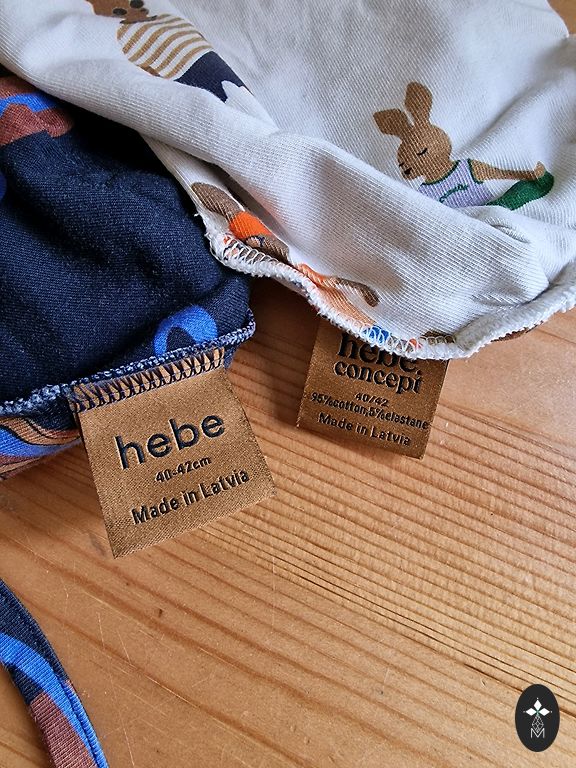 hebe
40-42cm
Made in Latvia
hebe.
concept
40/42
95%cotton,5%elastane
Made in Latvia
M